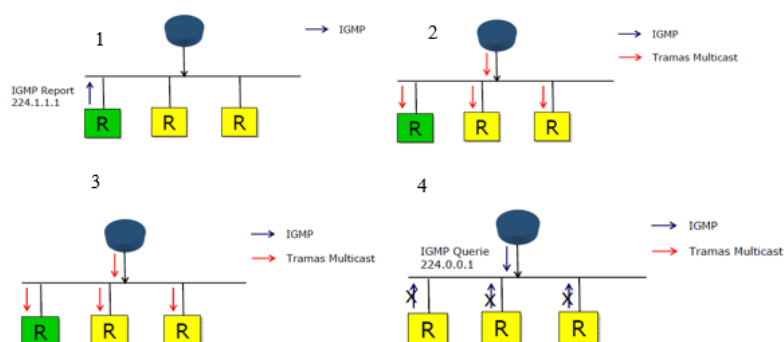 1
IGMP
IGMP Report
224.1.1.1
R
R
R
2
IGMP
Tramas Multicast
R
R
R
3
IGMP
Tramas Multicast
R
R
R
4
IGMP
Tramas Multicast
IGMP Querie
224.0.0.1
X
X
X
R
R
R